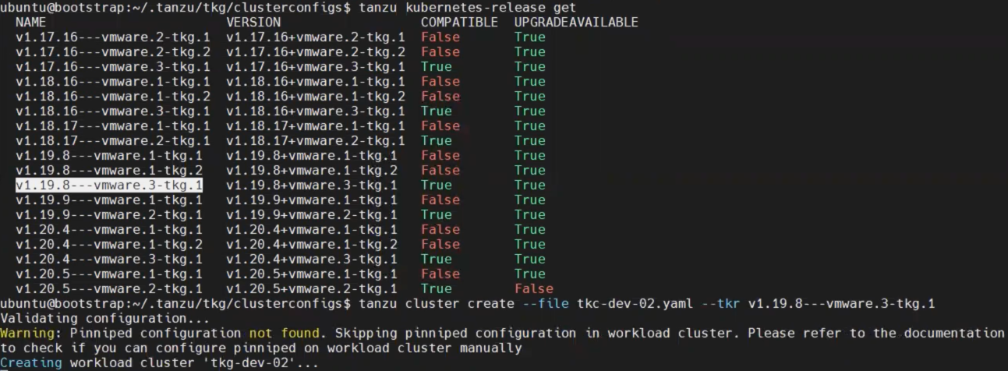 ubuntu@bootstrap:~/.tanzu/tkg/clusterconfigs$ tanzu kubernetes-release get
NAME VERSION COMPATIBLE UPGRADEAVAILABLE
v1.17.16---vmware.2-tkg.1 v1.17.16+vmware.2-tkg.1 False True
v1.17.16---vmware.2-tkg.2 v1.17.16+vmware.2-tkg.2 False True
v1.17.16---vmware.3-tkg.1 v1.17.16+vmware.3-tkg.1 True True
v1.18.16---vmware.1-tkg.1 v1.18.16+vmware.1-tkg.1 False True
v1.18.16---vmware.1-tkg.2 v1.18.16+vmware.1-tkg.2 False True
v1.18.16---vmware.3-tkg.1 v1.18.16+vmware.3-tkg.1 True True
v1.18.17---vmware.1-tkg.1 v1.18.17+vmware.1-tkg.1 False True
v1.18.17---vmware.2-tkg.1 v1.18.17+vmware.2-tkg.1 True True
v1.19.8---vmware.1-tkg.1 v1.19.8+vmware.1-tkg.1 False True
v1.19.8---vmware.1-tkg.2 v1.19.8+vmware.1-tkg.2 False True
v1.19.8---vmware.3-tkg.1 v1.19.8+vmware.3-tkg.1 True True
v1.19.9---vmware.1-tkg.1 v1.19.9+vmware.1-tkg.1 False True
v1.19.9---vmware.2-tkg.1 v1.19.9+vmware.2-tkg.1 True True
v1.20.4---vmware.1-tkg.1 v1.20.4+vmware.1-tkg.1 False True
v1.20.4---vmware.1-tkg.2 v1.20.4+vmware.1-tkg.2 False True
v1.20.4---vmware.3-tkg.1 v1.20.4+vmware.3-tkg.1 True True
v1.20.5---vmware.1-tkg.1 v1.20.5+vmware.1-tkg.1 False True
v1.20.5---vmware.2-tkg.1 v1.20.5+vmware.2-tkg.1 True False
ubuntu@bootstrap:~/.tanzu/tkg/clusterconfigs$ tanzu cluster create --file tkc-dev-02.yaml --tkr v1.19.8---vmware.3-tkg.1
Validating configuration...
Warning: Pinniped configuration not found. Skipping pinniped configuration in workload cluster. Please refer to the documentation
to check if you can configure pinniped on workload cluster manually
Creating workload cluster 'tkg-dev-02'...